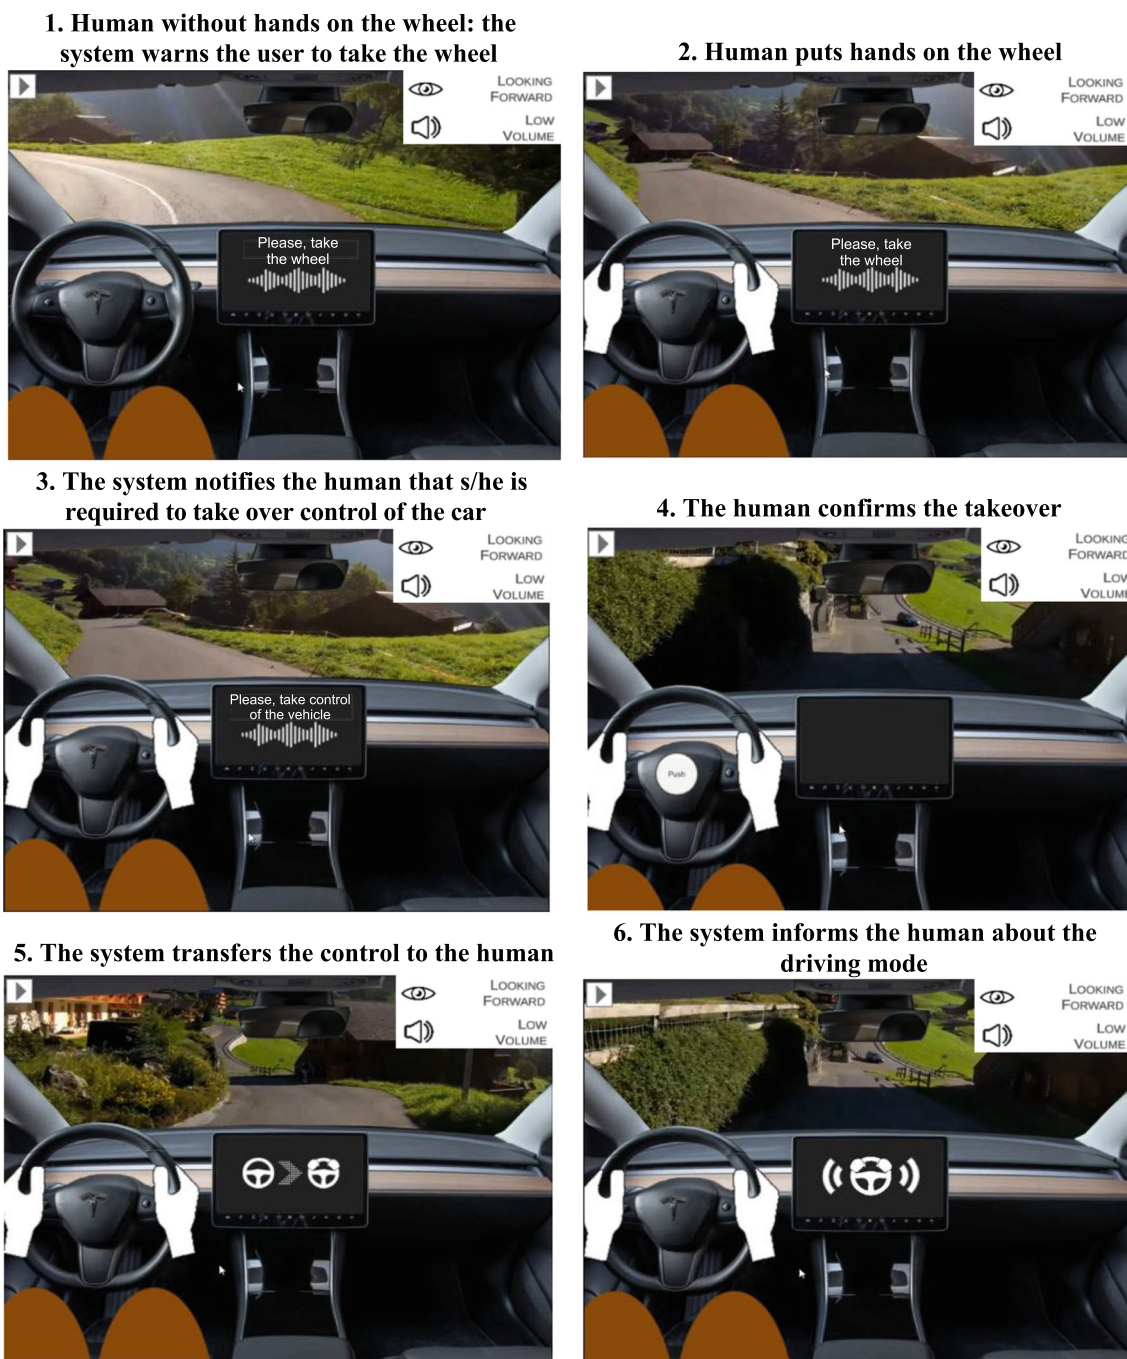 1. Human without hands on the wheel: the
system warns the user to take the wheel
LOOKING
FORWARD
LOW
VOLUME
Please, take
the wheel
2. Human puts hands on the wheel
LOOKING
FORWARD
LOW
VOLUME
Please, take
the wheel
3. The system notifies the human that s/he is
required to take over control of the car
LOOKING
FORWARD
LOW
VOLUME
Please, take control
of the vehicle
4. The human confirms the takeover
LOOKING
FORWARD
LOW
VOLUME
Push
5. The system transfers the control to the human
LOOKING
FORWARD
LOW
VOLUME
6. The system informs the human about the
driving mode
LOOKING
FORWARD
LOW
VOLUME